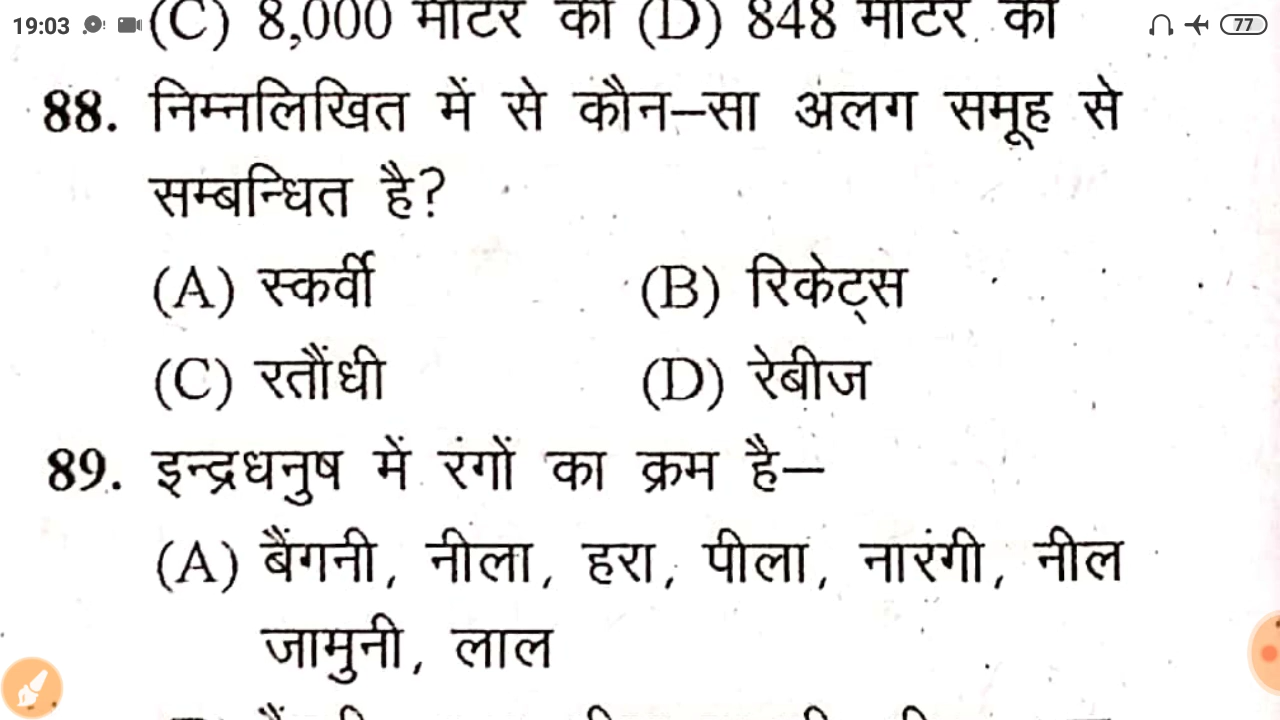 19:03 77
(C) 8,000 मीटर की (D) 848 मीटर की
88. निम्नलिखित में से कौन–सा अलग समूह से
सम्बन्धित है?
(A) स्कर्वी (B) रिकेट्स
(C) रतौंधी (D) रेबीज
89. इन्द्रधनुष में रंगों का क्रम है—
(A) बैंगनी, नीला, हरा, पीला, नारंगी, नील
जामुनी, लाल